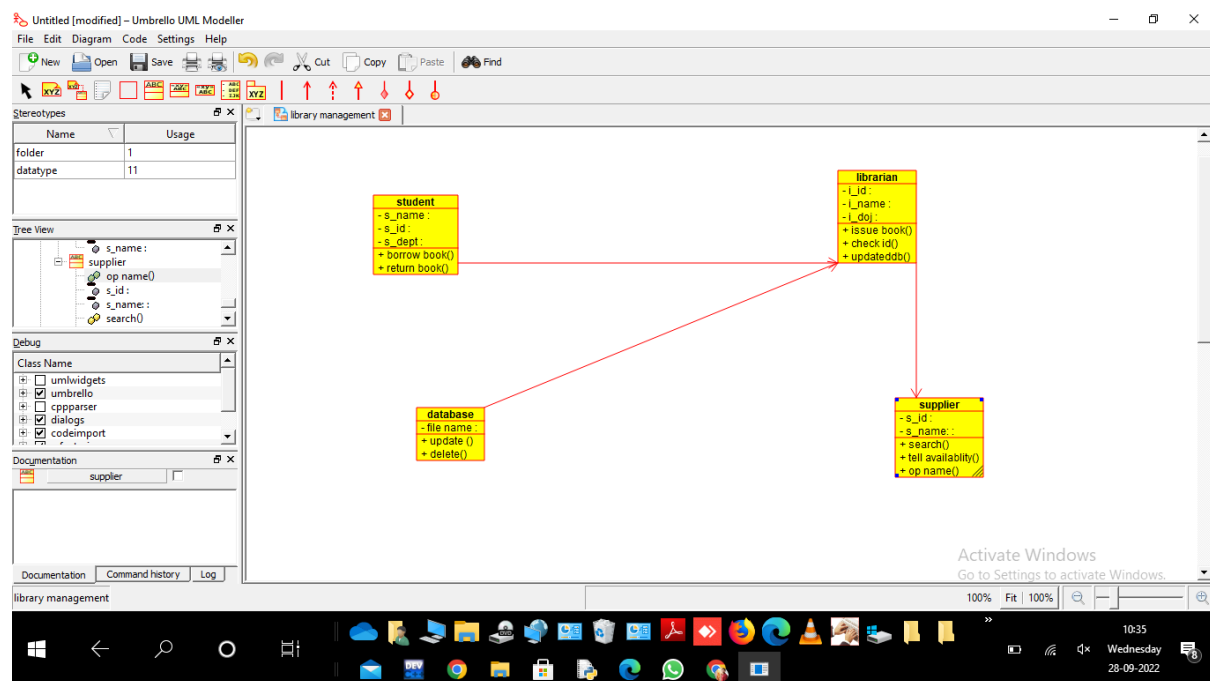 Untitled [modified] – Umbrello UML Modeller
File Edit Diagram Code Settings Help
New Open Save Cut Copy Paste Find
Stereotypes
Name Usage
folder 1
datatype 11
Tree View
s_name :
supplier
op name()
s_id :
s_name: :
search()
Debug
Class Name
umlwidgets
umbrello
cppparser
dialogs
codeimport
Documentation
supplier
Documentation Command history Log
library management
library management
student
- s_name :
- s_id :
- s_dept :
+ borrow book()
+ return book()
librarian
- i_id :
- i_name :
- i_doj :
+ issue book()
+ check id()
+ updateddb()
database
- file name :
+ update ()
+ delete()
supplier
- s_id :
- s_name: :
+ search()
+ tell availablity()
+ op name()
Activate Windows
Go to Settings to activate Windows.
100% Fit 100%
10:35
Wednesday
28-09-2022